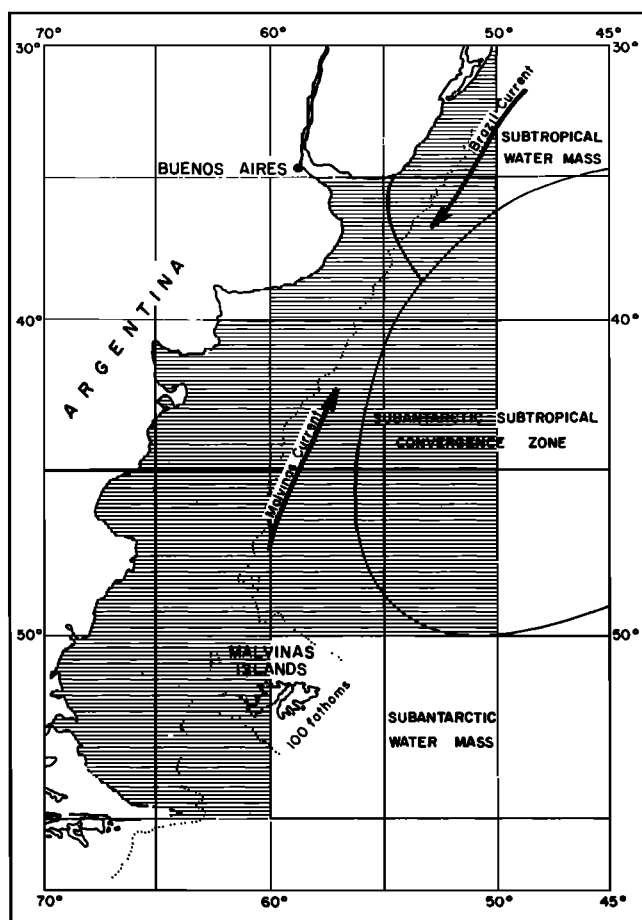 70° 60° 50° 45°
30° 30°
Brazil Current
SUBTROPICAL
WATER MASS
BUENOS AIRES
35°
ARGENTINA
40° 40°
SUBANTARCTIC SUBTROPICAL
CONVERGENCE ZONE
Malvinas Current
50° 50°
MALVINAS
ISLANDS
100 fathoms
SUBANTARCTIC
WATER MASS
70° 60° 50° 45°